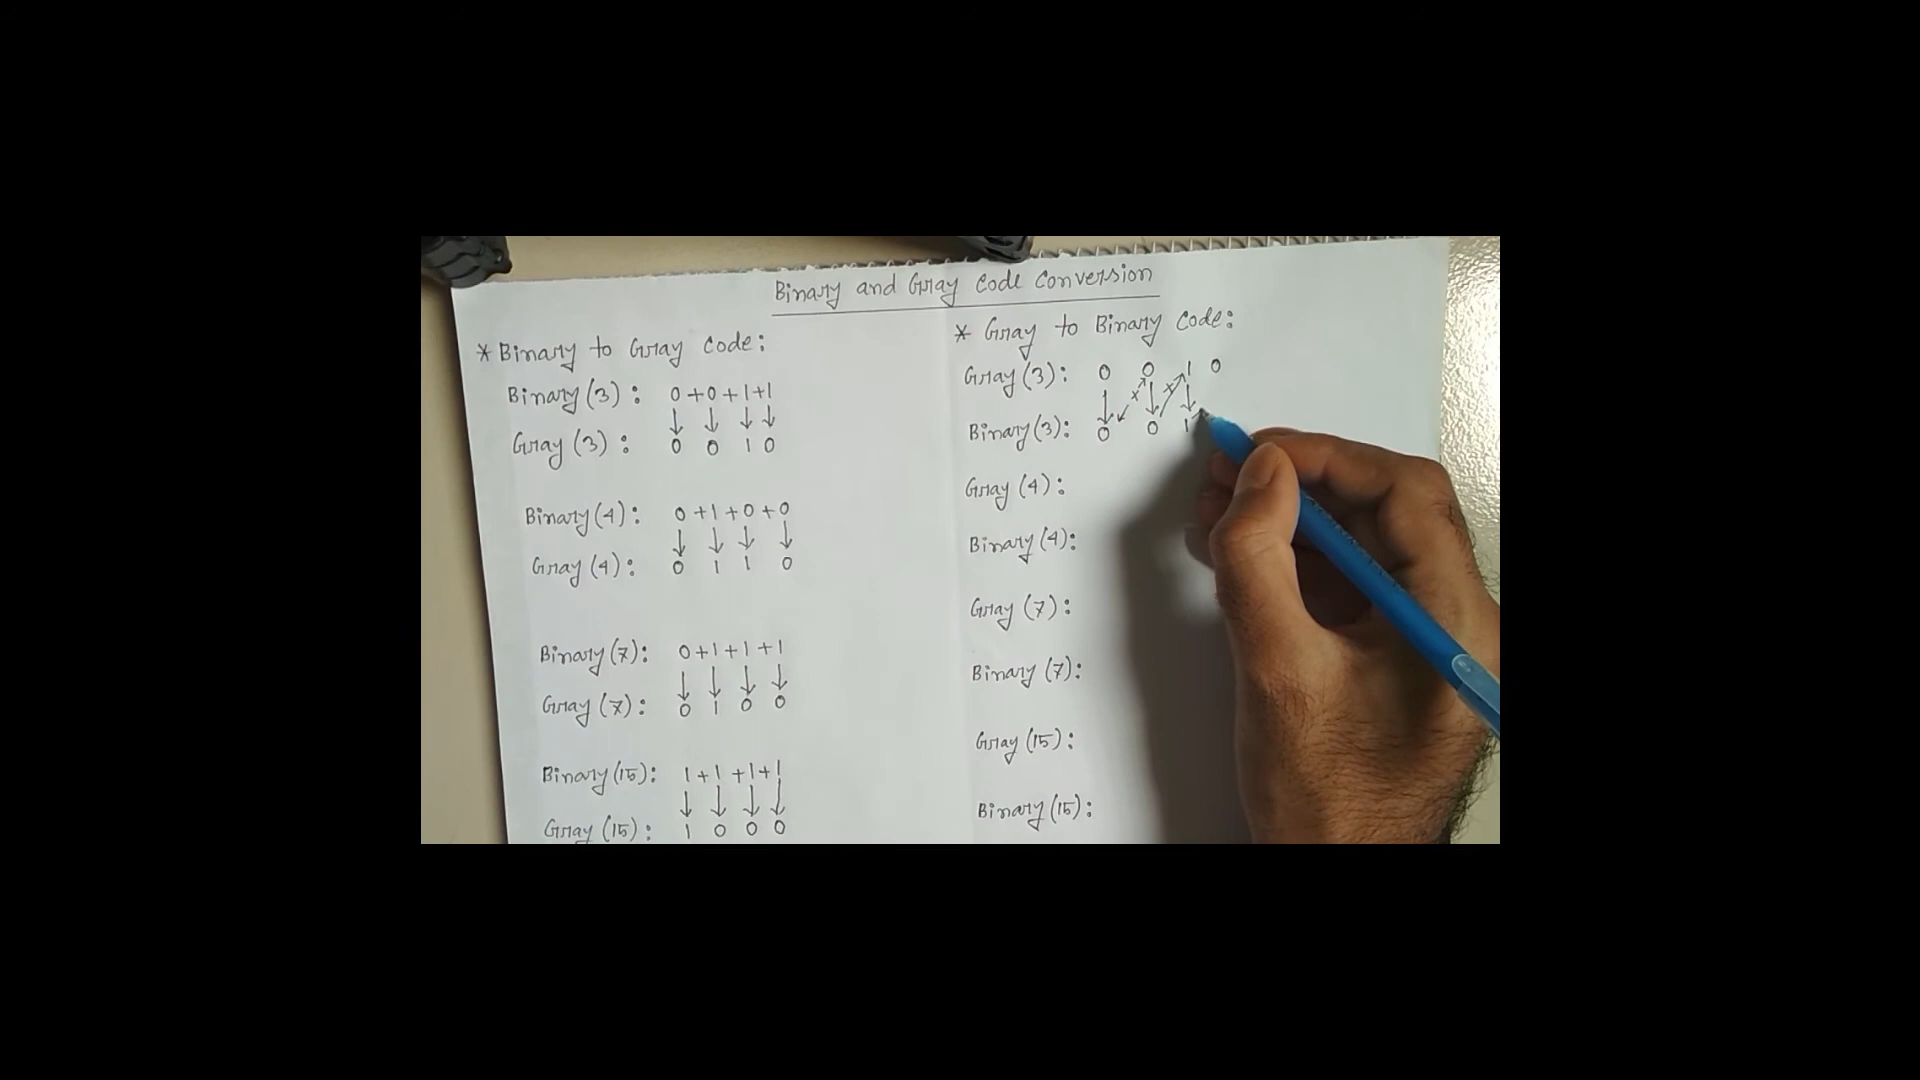 Binary and Gray Code Conversion
* Binary to Gray Code:
Binary (3) : 0 + 0 + 1 + 1
↓ ↓ ↓ ↓
Gray (3) : 0 0 1 0
Binary (4) : 0 + 1 + 0 + 0
↓ ↓ ↓ ↓
Gray (4) : 0 1 1 0
Binary (7) : 0 + 1 + 1 + 1
↓ ↓ ↓ ↓
Gray (7) : 0 1 0 0
Binary (15) : 1 + 1 + 1 + 1
↓ ↓ ↓ ↓
Gray (15) : 1 0 0 0
* Gray to Binary Code:
Gray (3) : 0 0 1 0
Binary (3) : 0 0 1
Gray (4) :
Binary (4) :
Gray (7) :
Binary (7) :
Gray (15) :
Binary (15) :